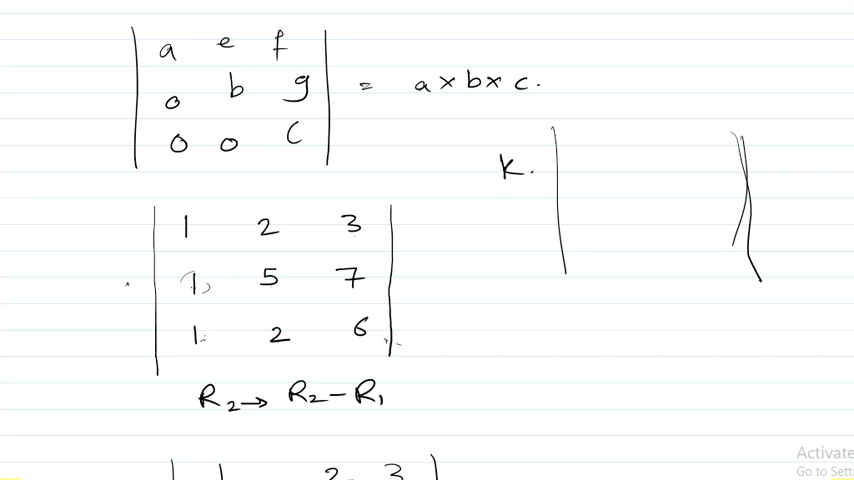 | a e f |
| 0 b g | = a × b × c.
| 0 0 c |
K. | |
| 1 2 3 |
| 1 5 7 |
| 1 2 6 |
R₂ → R₂ – R₁
| 1 2 3 |
Activate
Go to Setti